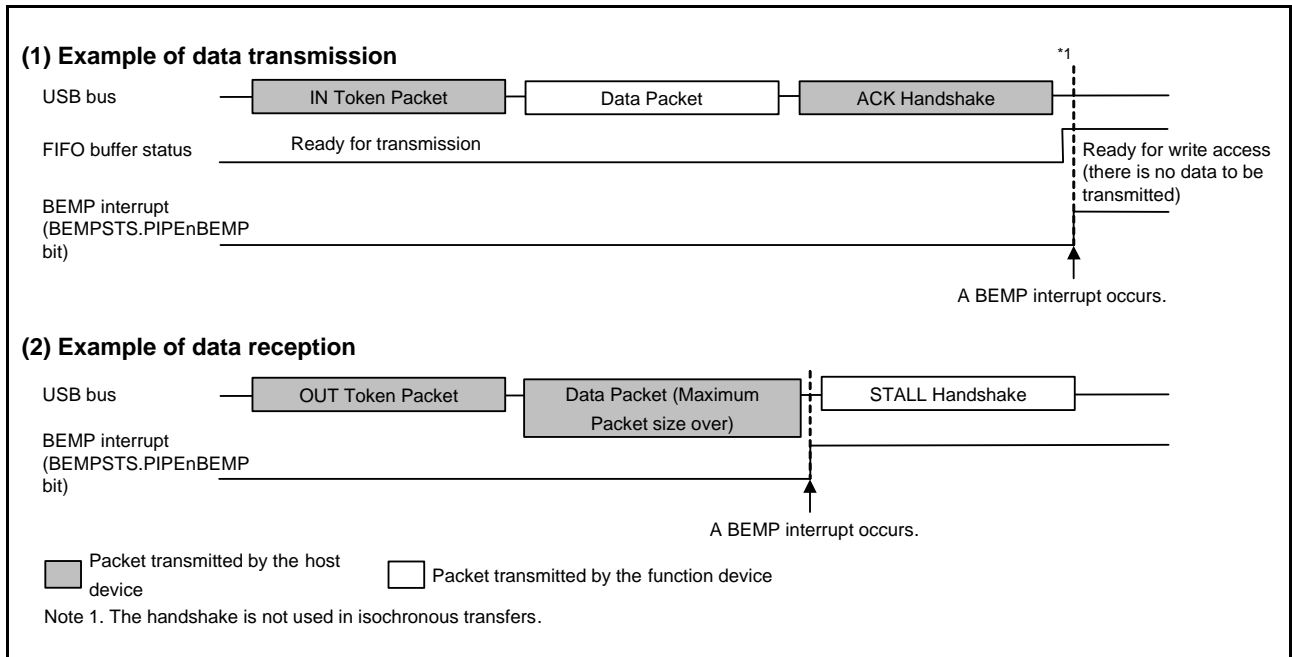 (1) Example of data transmission
*1
USB bus
IN Token Packet
Data Packet
ACK Handshake
FIFO buffer status
Ready for transmission
Ready for write access
(there is no data to be
transmitted)
BEMP interrupt
(BEMPSTS.PIPEnBEMP
bit)
A BEMP interrupt occurs.
(2) Example of data reception
USB bus
OUT Token Packet
Data Packet (Maximum
Packet size over)
STALL Handshake
BEMP interrupt
(BEMPSTS.PIPEnBEMP
bit)
A BEMP interrupt occurs.
Packet transmitted by the host
device
Packet transmitted by the function device
Note 1. The handshake is not used in isochronous transfers.